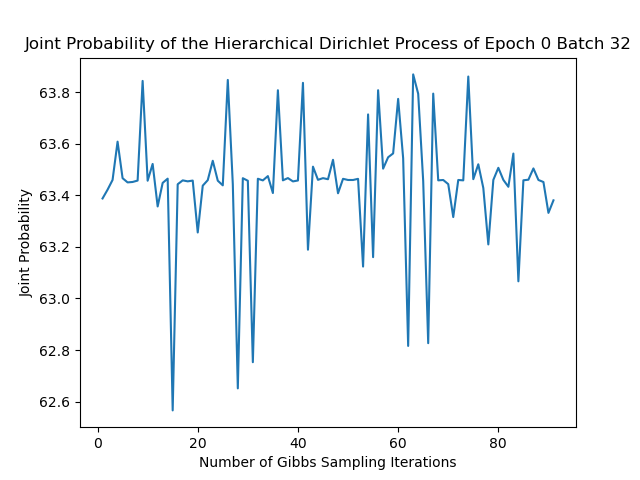 Joint Probability of the Hierarchical Dirichlet Process of Epoch 0 Batch 32
63.8
63.6
63.4
63.2
63.0
62.8
62.6
Joint Probability
0 20 40 60 80
Number of Gibbs Sampling Iterations